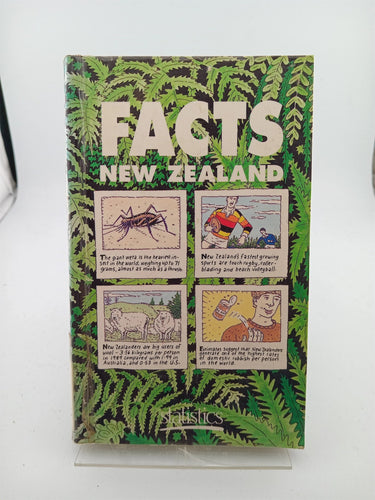 FACTS
NEW ZEALAND
The giant weta is the heaviest in-
sect in the world, weighing up to 71
grams, almost as much as a thrush.
New Zealand's fastest growing
sports are touch rugby, roller-
blading and beach volleyball.
New Zealanders are big users of
wool - 3.56 kilograms per person
in 1989 compared with 1.99 in
Australia, and 0.53 in the U.S.
Estimates suggest that New Zealanders
generate one of the highest rates
of domestic rubbish per person
in the world.
statistics